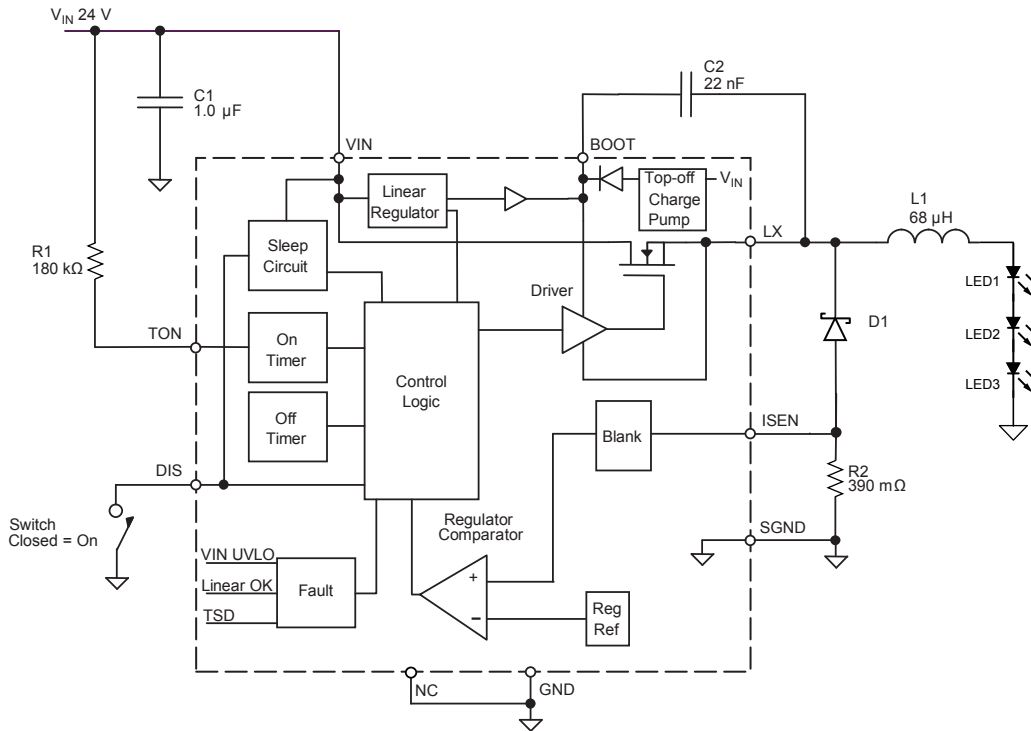 V_IN 24 V
C1
1.0 µF
C2
22 nF
VIN
BOOT
Linear
Regulator
Top-off
Charge
Pump
V_IN
L1
68 µH
LX
R1
180 kΩ
Sleep
Circuit
LED1
Driver
D1
LED2
TON
On
Timer
Control
Logic
LED3
Off
Timer
Blank
ISEN
DIS
R2
390 mΩ
Switch
Closed = On
Regulator
Comparator
SGND
VIN UVLO
Linear OK
TSD
Fault
+
−
Reg
Ref
NC
GND